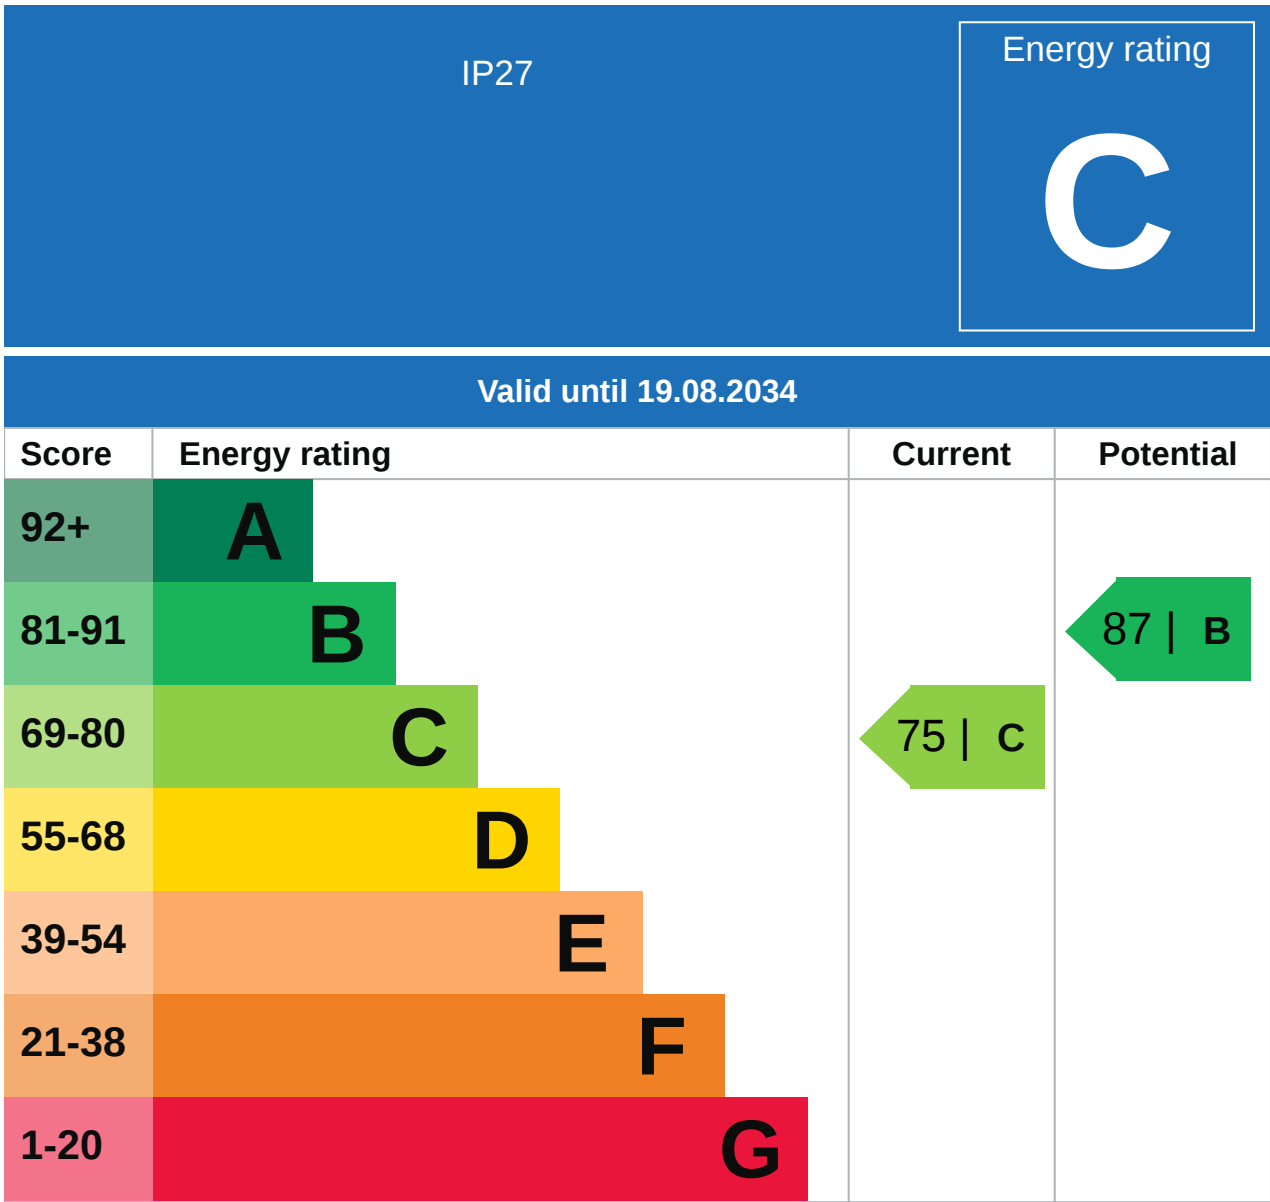 IP27
Energy rating
C
Valid until 19.08.2034
Score Energy rating Current Potential
92+ A
81-91 B 87 | B
69-80 C 75 | C
55-68 D
39-54 E
21-38 F
1-20 G